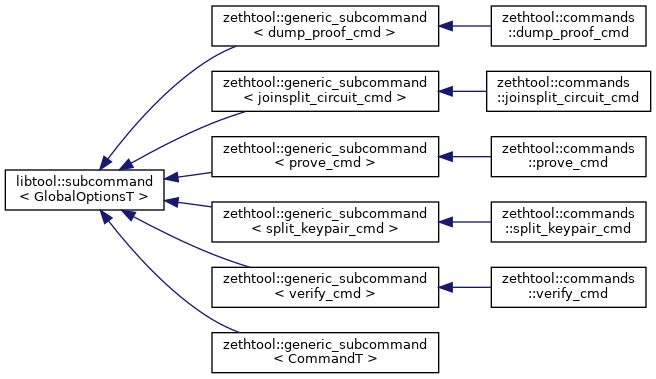 zethtool::generic_subcommand
< dump_proof_cmd >
zethtool::commands
::dump_proof_cmd
zethtool::generic_subcommand
< joinsplit_circuit_cmd >
zethtool::commands
::joinsplit_circuit_cmd
zethtool::generic_subcommand
< prove_cmd >
zethtool::commands
::prove_cmd
libtool::subcommand
< GlobalOptionsT >
zethtool::generic_subcommand
< split_keypair_cmd >
zethtool::commands
::split_keypair_cmd
zethtool::generic_subcommand
< verify_cmd >
zethtool::commands
::verify_cmd
zethtool::generic_subcommand
< CommandT >